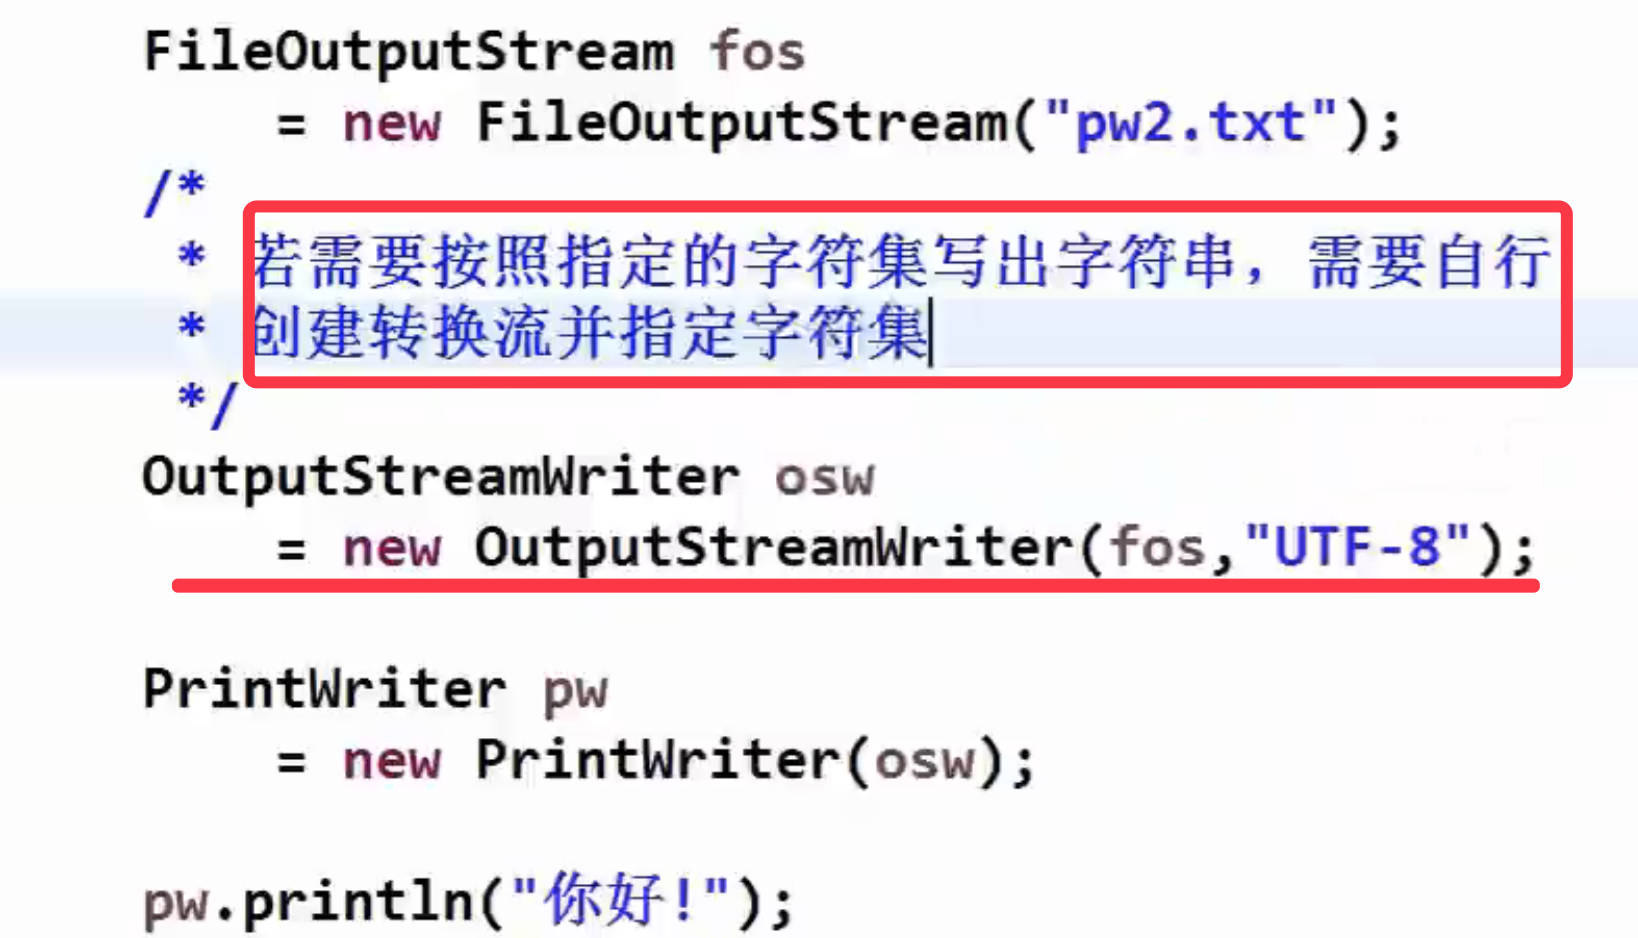 FileOutputStream fos
= new FileOutputStream("pw2.txt");
/*
* 若需要按照指定的字符集写出字符串，需要自行
* 创建转换流并指定字符集
*/
OutputStreamWriter osw
= new OutputStreamWriter(fos,"UTF-8");
PrintWriter pw
= new PrintWriter(osw);
pw.println("你好!");